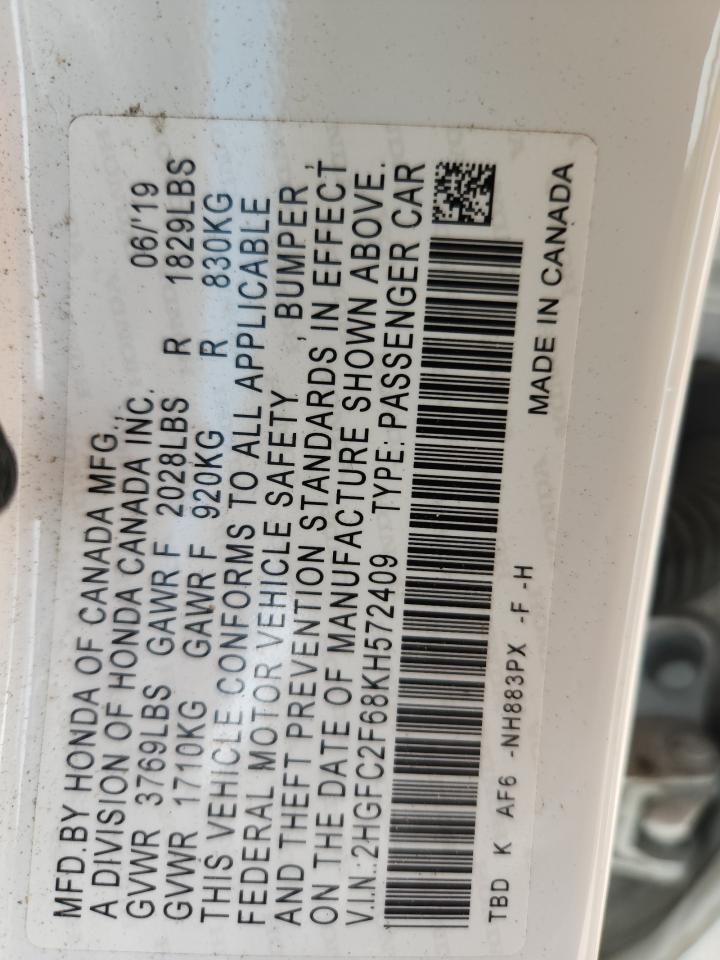 MFD.BY HONDA OF CANADA MFG.,
A DIVISION OF HONDA CANADA INC. 06/'19
GVWR 3769LBS GAWR F 2028LBS R 1829LBS
GVWR 1710KG GAWR F 920KG R 830KG
THIS VEHICLE CONFORMS TO ALL APPLICABLE
FEDERAL MOTOR VEHICLE SAFETY , BUMPER ,
AND THEFT PREVENTION STANDARDS IN EFFECT
ON THE DATE OF MANUFACTURE SHOWN ABOVE.
V.I.N.:2HGFC2F68KH572409 TYPE: PASSENGER CAR
TBD K AF6 -NH883PX -F -H MADE IN CANADA